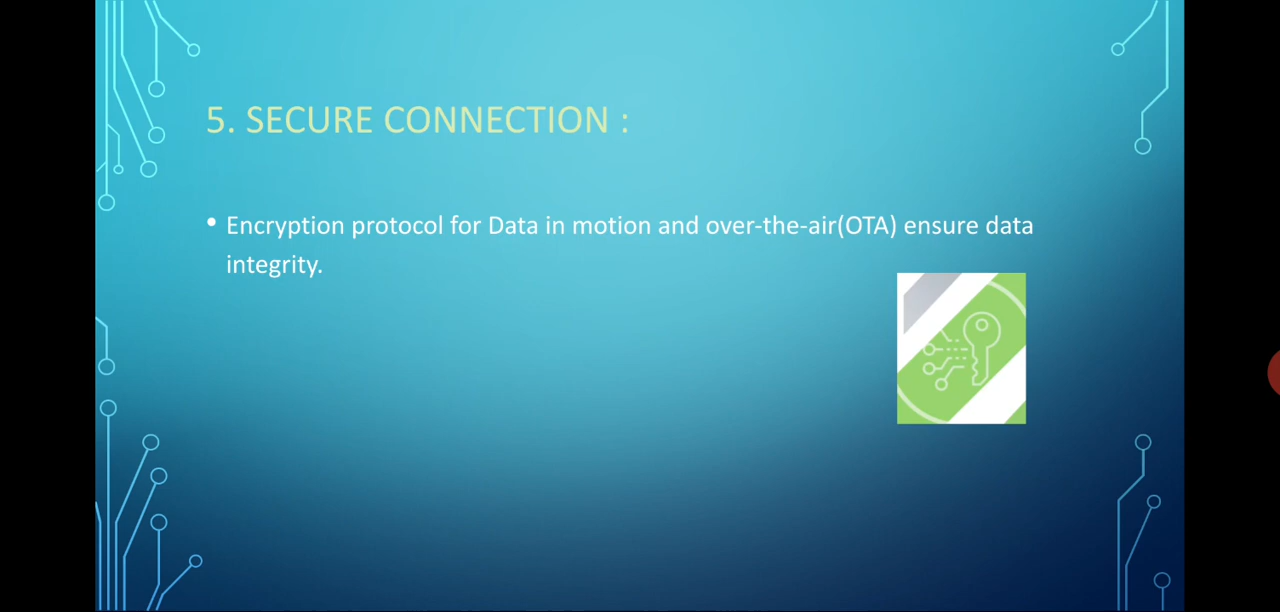 5. SECURE CONNECTION :
• Encryption protocol for Data in motion and over-the-air(OTA) ensure data
integrity.